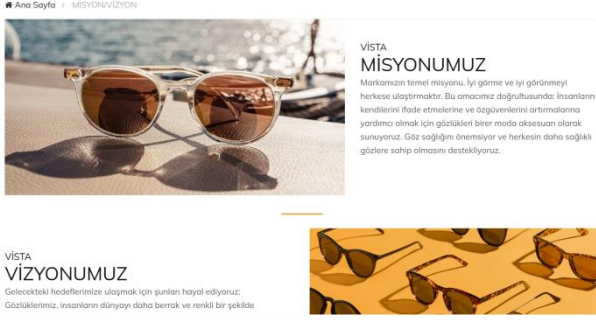 Ana Sayfa > MİSYON/VİZYON
VİSTA
MİSYONUMUZ
Markamızın temel misyonu, İyi görme ve iyi görünmeyi
herkese ulaştırmaktır. Bu amacımız doğrultusunda: İnsanların
kendilerini ifade etmelerine ve özgüvenlerini artırmalarına
yardımcı olmak için gözlükleri birer moda aksesuarı olarak
sunuyoruz. Göz sağlığını önemsiyor ve herkesin daha sağlıklı
gözlere sahip olmasını destekliyoruz.
VİSTA
VİZYONUMUZ
Gelecekteki hedeflerimize ulaşmak için şunları hayal ediyoruz:
Gözlüklerimiz, insanların dünyayı daha berrak ve renkli bir şekilde